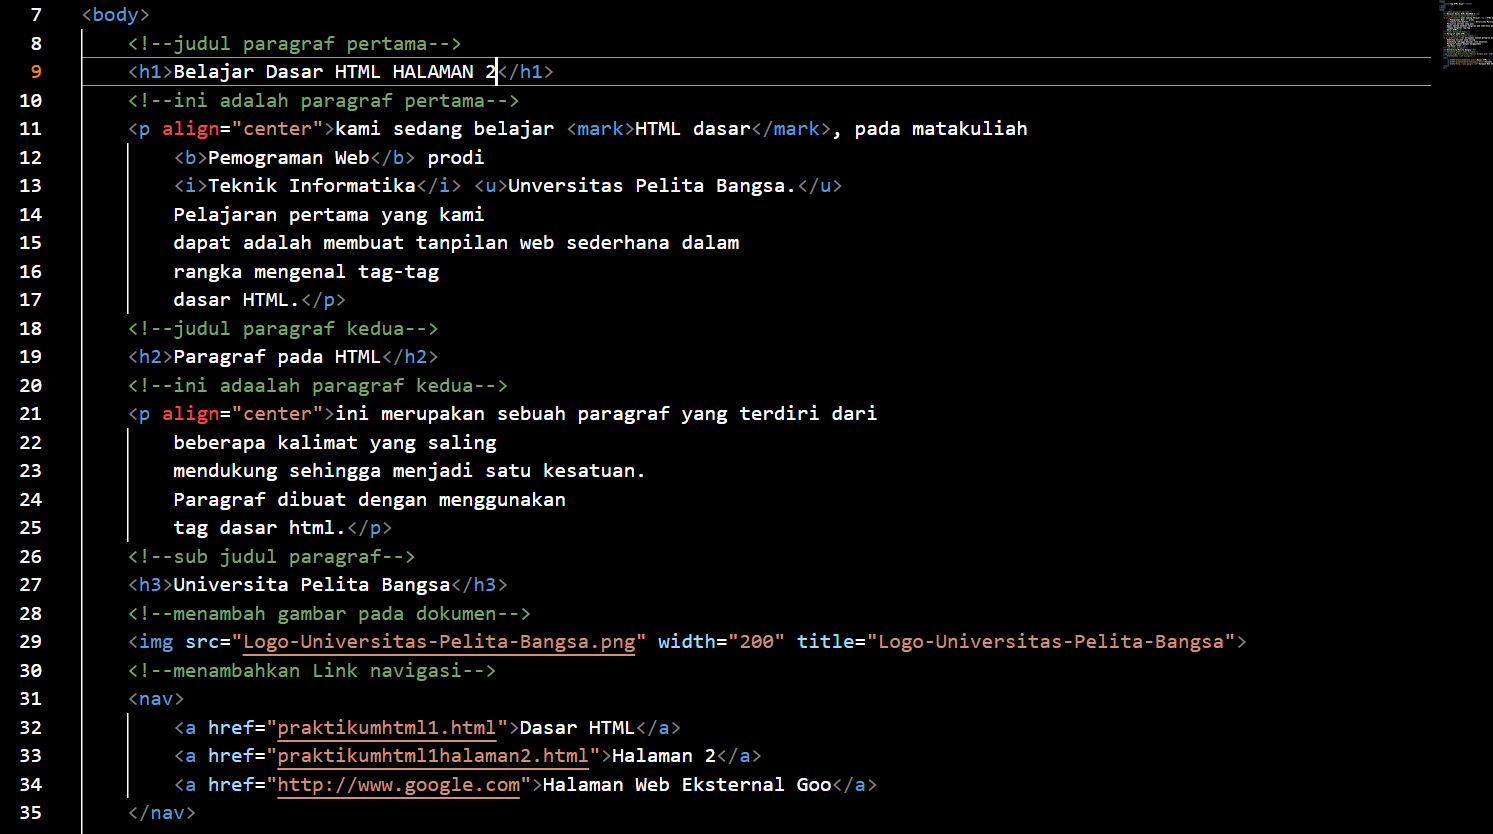 7 <body>
8 <!--judul paragraf pertama-->
9 <h1>Belajar Dasar HTML HALAMAN 2</h1>
10 <!--ini adalah paragraf pertama-->
11 <p align="center">kami sedang belajar <mark>HTML dasar</mark>, pada matakuliah
12 <b>Pemograman Web</b> prodi
13 <i>Teknik Informatika</i> <u>Unversitas Pelita Bangsa.</u>
14 Pelajaran pertama yang kami
15 dapat adalah membuat tanpilan web sederhana dalam
16 rangka mengenal tag-tag
17 dasar HTML.</p>
18 <!--judul paragraf kedua-->
19 <h2>Paragraf pada HTML</h2>
20 <!--ini adaalah paragraf kedua-->
21 <p align="center">ini merupakan sebuah paragraf yang terdiri dari
22 beberapa kalimat yang saling
23 mendukung sehingga menjadi satu kesatuan.
24 Paragraf dibuat dengan menggunakan
25 tag dasar html.</p>
26 <!--sub judul paragraf-->
27 <h3>Universita Pelita Bangsa</h3>
28 <!--menambah gambar pada dokumen-->
29 <img src="Logo-Universitas-Pelita-Bangsa.png" width="200" title="Logo-Universitas-Pelita-Bangsa">
30 <!--menambahkan Link navigasi-->
31 <nav>
32 <a href="praktikumhtml1.html">Dasar HTML</a>
33 <a href="praktikumhtml1halaman2.html">Halaman 2</a>
34 <a href="http://www.google.com">Halaman Web Eksternal Goo</a>
35 </nav>